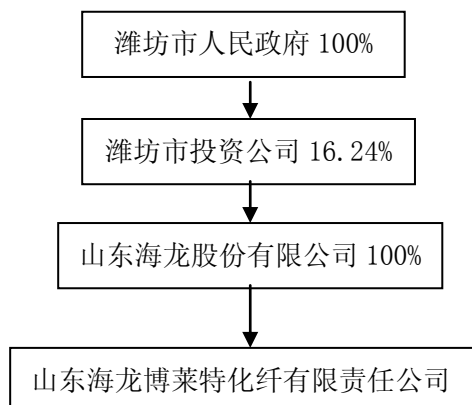 潍坊市人民政府 100%
潍坊市投资公司 16.24%
山东海龙股份有限公司 100%
山东海龙博莱特化纤有限责任公司